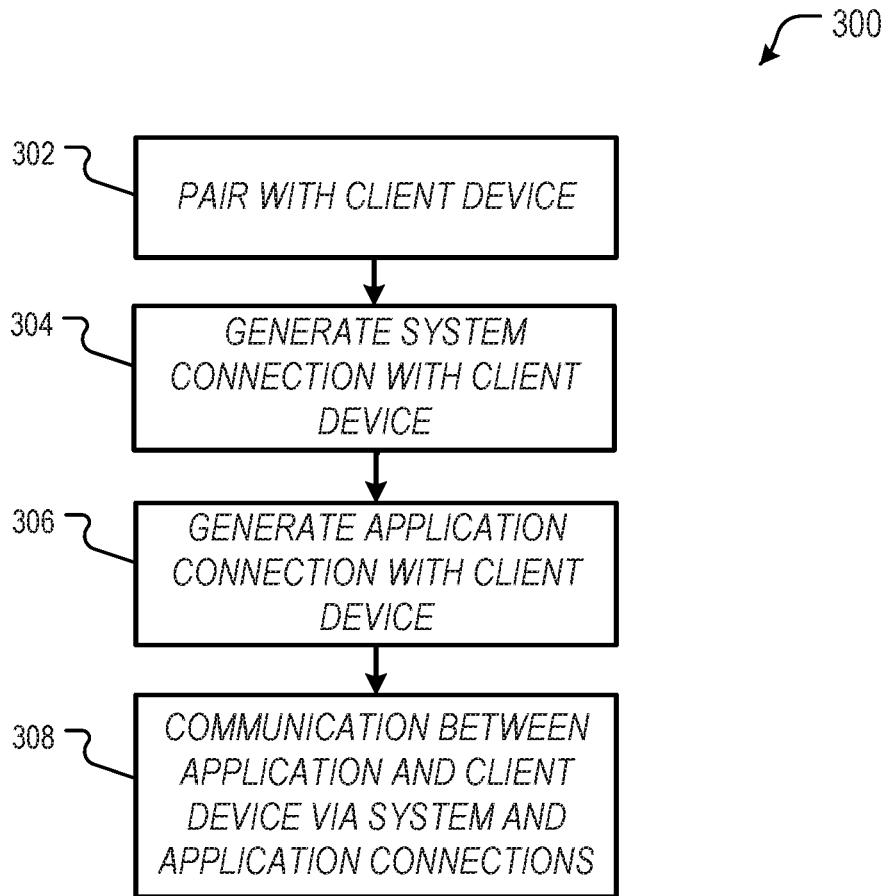 300
302
PAIR WITH CLIENT DEVICE
304
GENERATE SYSTEM
CONNECTION WITH CLIENT
DEVICE
306
GENERATE APPLICATION
CONNECTION WITH CLIENT
DEVICE
308
COMMUNICATION BETWEEN
APPLICATION AND CLIENT
DEVICE VIA SYSTEM AND
APPLICATION CONNECTIONS